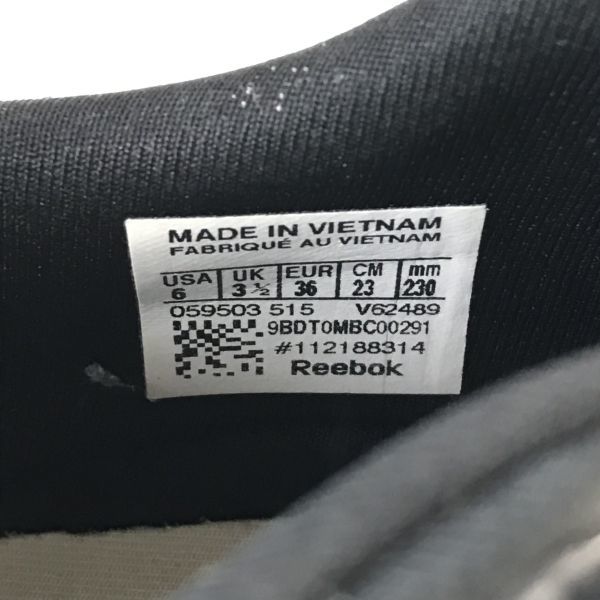 MADE IN VIETNAM
FABRIQUÉ AU VIETNAM
USA UK EUR CM mm
6 3 ½ 36 23 230
059503 515 V62489
9BDT0MBC00291
#112188314
Reebok